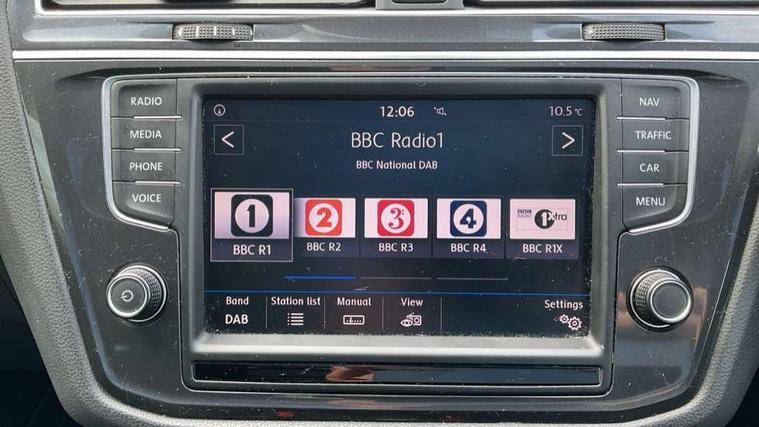 RADIO
MEDIA
PHONE
VOICE
NAV
TRAFFIC
CAR
MENU
12:06
10.5°C
< BBC Radio1 >
BBC National DAB
1
2
3
4
BBC RADIO 1Xtra
BBC R1
BBC R2
BBC R3
BBC R4
BBC R1X
Band
Station list
Manual
View
Settings
DAB